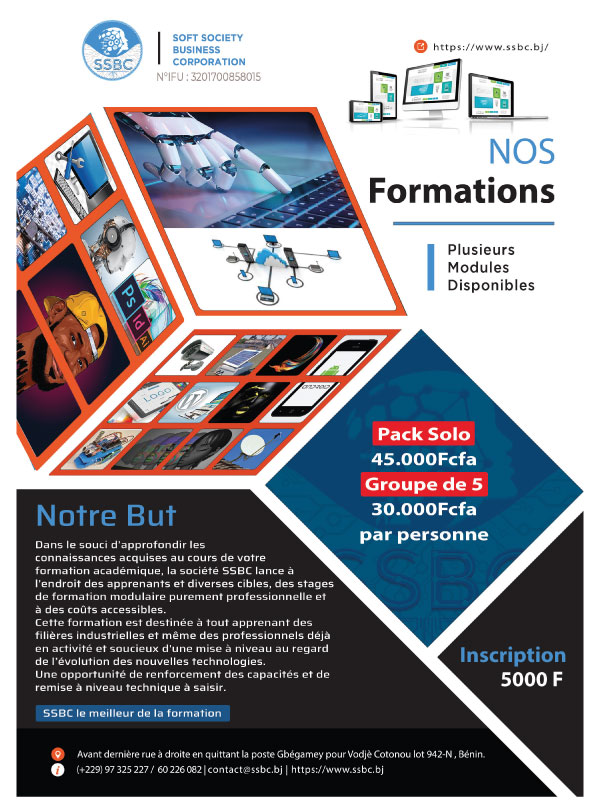 SSBC
SOFT SOCIETY
BUSINESS
CORPORATION
N°IFU : 3201700858015
https://www.ssbc.bj/
NOS
Formations
Plusieurs
Modules
Disponibles
Ps
Id
Ai
LOGO
ANDROID
Pack Solo
45.000Fcfa
Groupe de 5
30.000Fcfa
par personne
SSBC
Notre But
Dans le souci d'approfondir les
connaissances acquises au cours de votre
formation académique, la société SSBC lance à
l'endroit des apprenants et diverses cibles, des stages
de formation modulaire purement professionnelle et
à des coûts accessibles.
Cette formation est destinée à tout apprenant des
filières industrielles et même des professionnels déjà
en activité et soucieux d'une mise à niveau au regard
de l'évolution des nouvelles technologies.
Une opportunité de renforcement des capacités et de
remise à niveau technique à saisir.
SSBC le meilleur de la formation
Inscription
5000 F
Avant dernière rue à droite en quittant la poste Gbégamey pour Vodjè Cotonou lot 942-N , Bénin.
(+229) 97 325 227 / 60 226 082 | contact@ssbc.bj | https://www.ssbc.bj